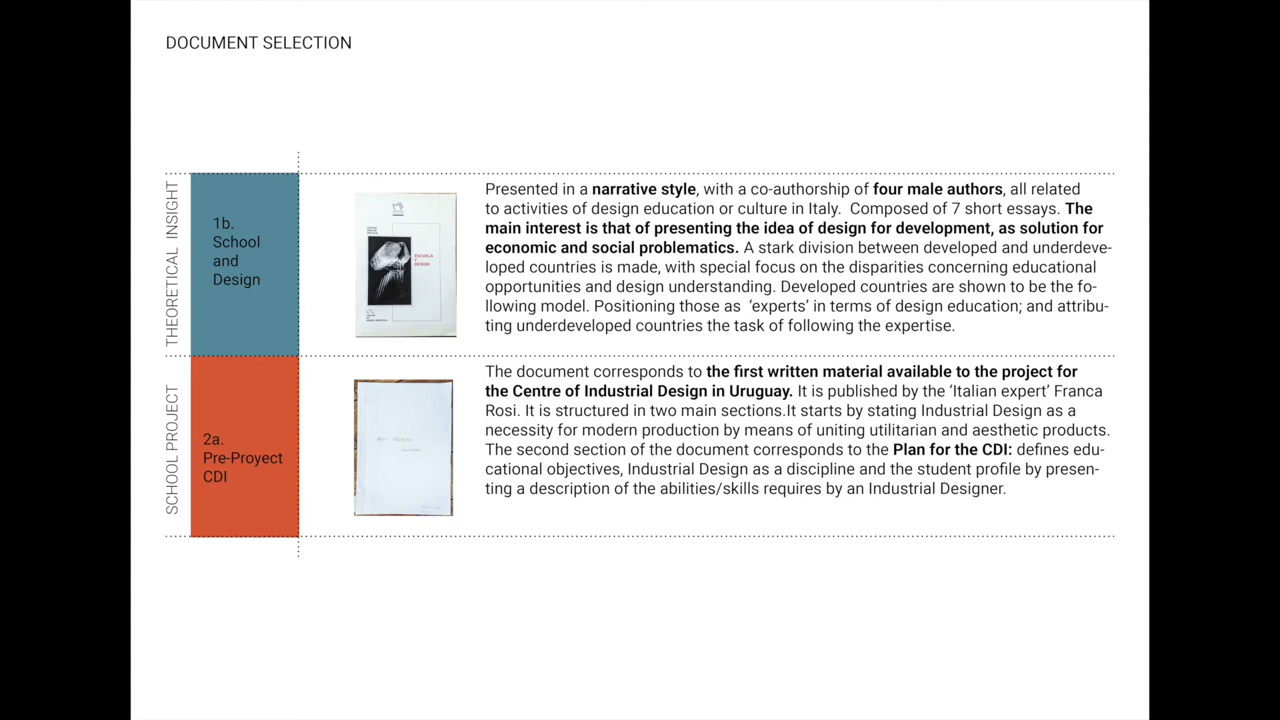 DOCUMENT SELECTION
THEORETICAL INSIGHT
1b.
School
and
Design
ESCUELA
Y
DESIGN
Presented in a narrative style, with a co-authorship of four male authors, all related
to activities of design education or culture in Italy. Composed of 7 short essays. The
main interest is that of presenting the idea of design for development, as solution for
economic and social problematics. A stark division between developed and underdeve-
loped countries is made, with special focus on the disparities concerning educational
opportunities and design understanding. Developed countries are shown to be the fo-
llowing model. Positioning those as ‘experts’ in terms of design education; and attribu-
ting underdeveloped countries the task of following the expertise.
SCHOOL PROJECT
2a.
Pre-Proyect
CDI
The document corresponds to the first written material available to the project for
the Centre of Industrial Design in Uruguay. It is published by the ‘Italian expert’ Franca
Rosi. It is structured in two main sections.It starts by stating Industrial Design as a
necessity for modern production by means of uniting utilitarian and aesthetic products.
The second section of the document corresponds to the Plan for the CDI: defines edu-
cational objectives, Industrial Design as a discipline and the student profile by presen-
ting a description of the abilities/skills requires by an Industrial Designer.